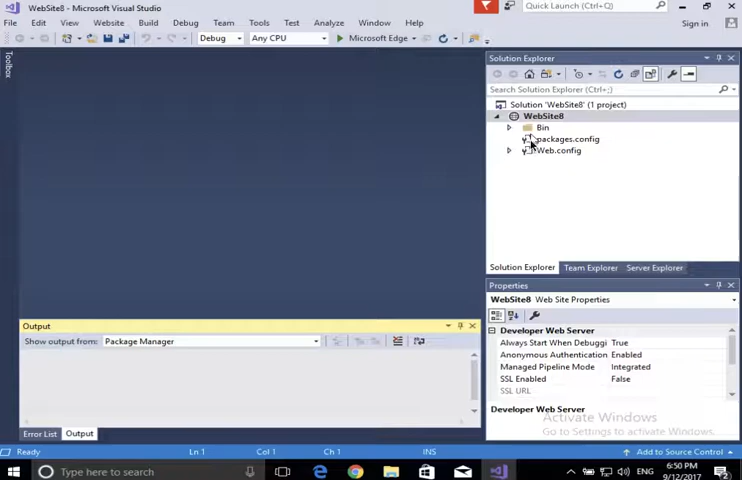 WebSite8 - Microsoft Visual Studio
Quick Launch (Ctrl+Q)
File Edit View Website Build Debug Team Tools Test Analyze Window Help
Sign in
Debug Any CPU Microsoft Edge
Toolbox
Solution Explorer
Search Solution Explorer (Ctrl+;)
Solution 'WebSite8' (1 project)
WebSite8
Bin
packages.config
Web.config
Solution Explorer Team Explorer Server Explorer
Properties
WebSite8 Web Site Properties
Developer Web Server
Always Start When Debuggi True
Anonymous Authentication Enabled
Managed Pipeline Mode Integrated
SSL Enabled False
SSL URL
Developer Web Server
Activate Windows
Go to Settings to activate Windows.
Output
Show output from: Package Manager
Error List Output
Ready Ln 1 Col 1 Ch 1 INS Add to Source Control
Type here to search
ENG
6:50 PM
9/12/2017
2